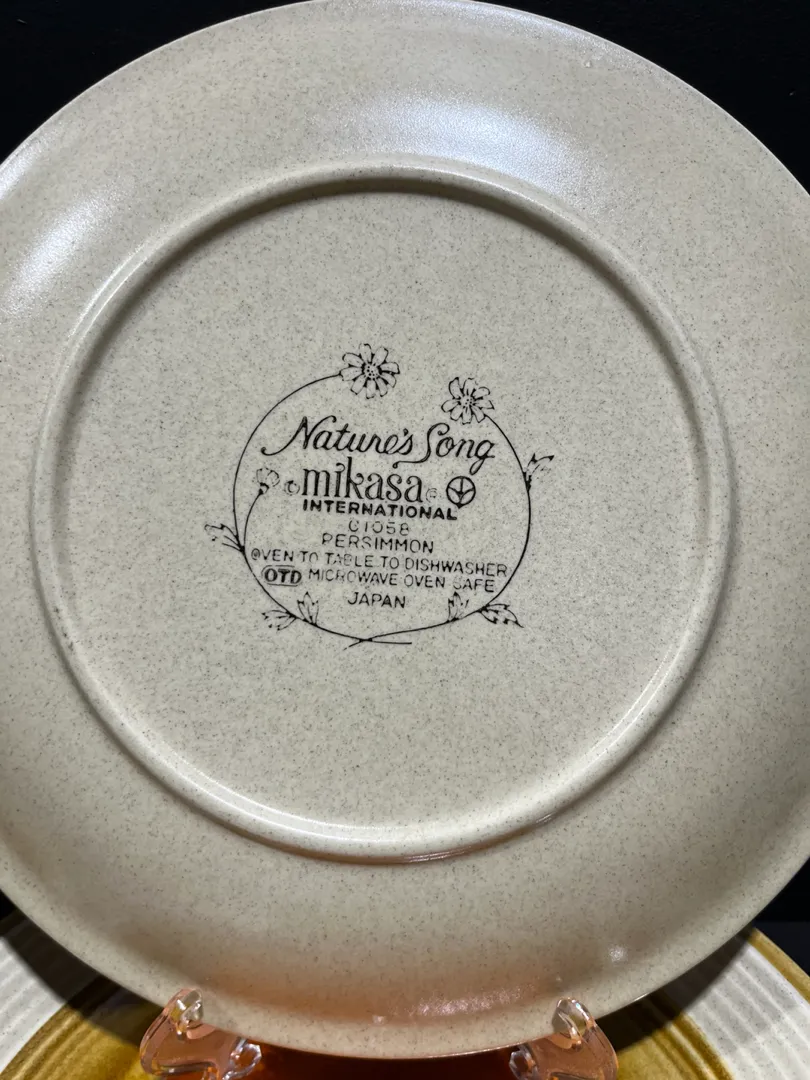 Nature's Song
mikasa
INTERNATIONAL
C1058
PERSIMMON
OVEN TO TABLE TO DISHWASHER
OTD MICROWAVE OVEN SAFE
JAPAN